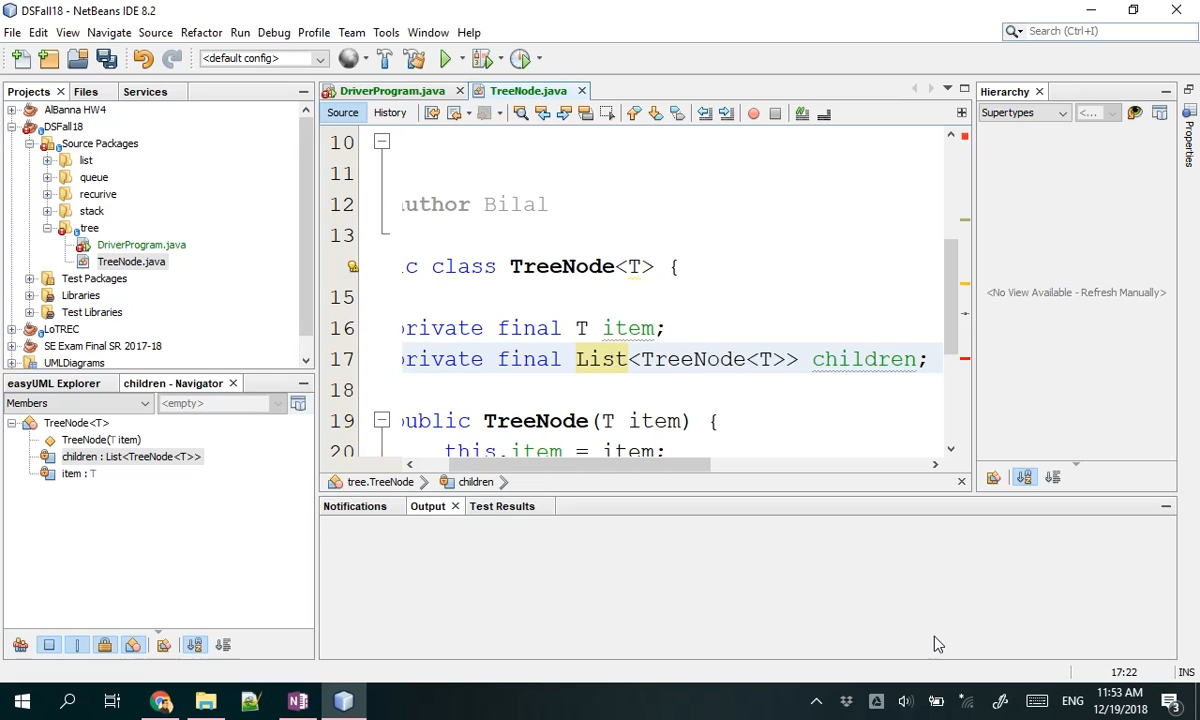 DSFall18 - NetBeans IDE 8.2
File Edit View Navigate Source Refactor Run Debug Profile Team Tools Window Help
Search (Ctrl+I)
<default config>
Projects Files Services
DriverProgram.java TreeNode.java
Hierarchy
Source History
Supertypes <...
AlBanna HW4
DSFall18
Source Packages
list
queue
recurive
stack
tree
DriverProgram.java
TreeNode.java
Test Packages
Libraries
Test Libraries
LoTREC
SE Exam Final SR 2017-18
UMLDiagrams
10
11
12 author Bilal
13
ic class TreeNode<T> {
15
16 private final T item;
17 private final List<TreeNode<T>> children;
18
19 public TreeNode(T item) {
20 this.item = item;
<No View Available - Refresh Manually>
Properties
easyUML Explorer children - Navigator
Members <empty>
TreeNode<T>
TreeNode(T item)
children : List<TreeNode<T>>
item : T
tree.TreeNode children
Notifications Output Test Results
17:22 INS
ENG
11:53 AM
12/19/2018
3